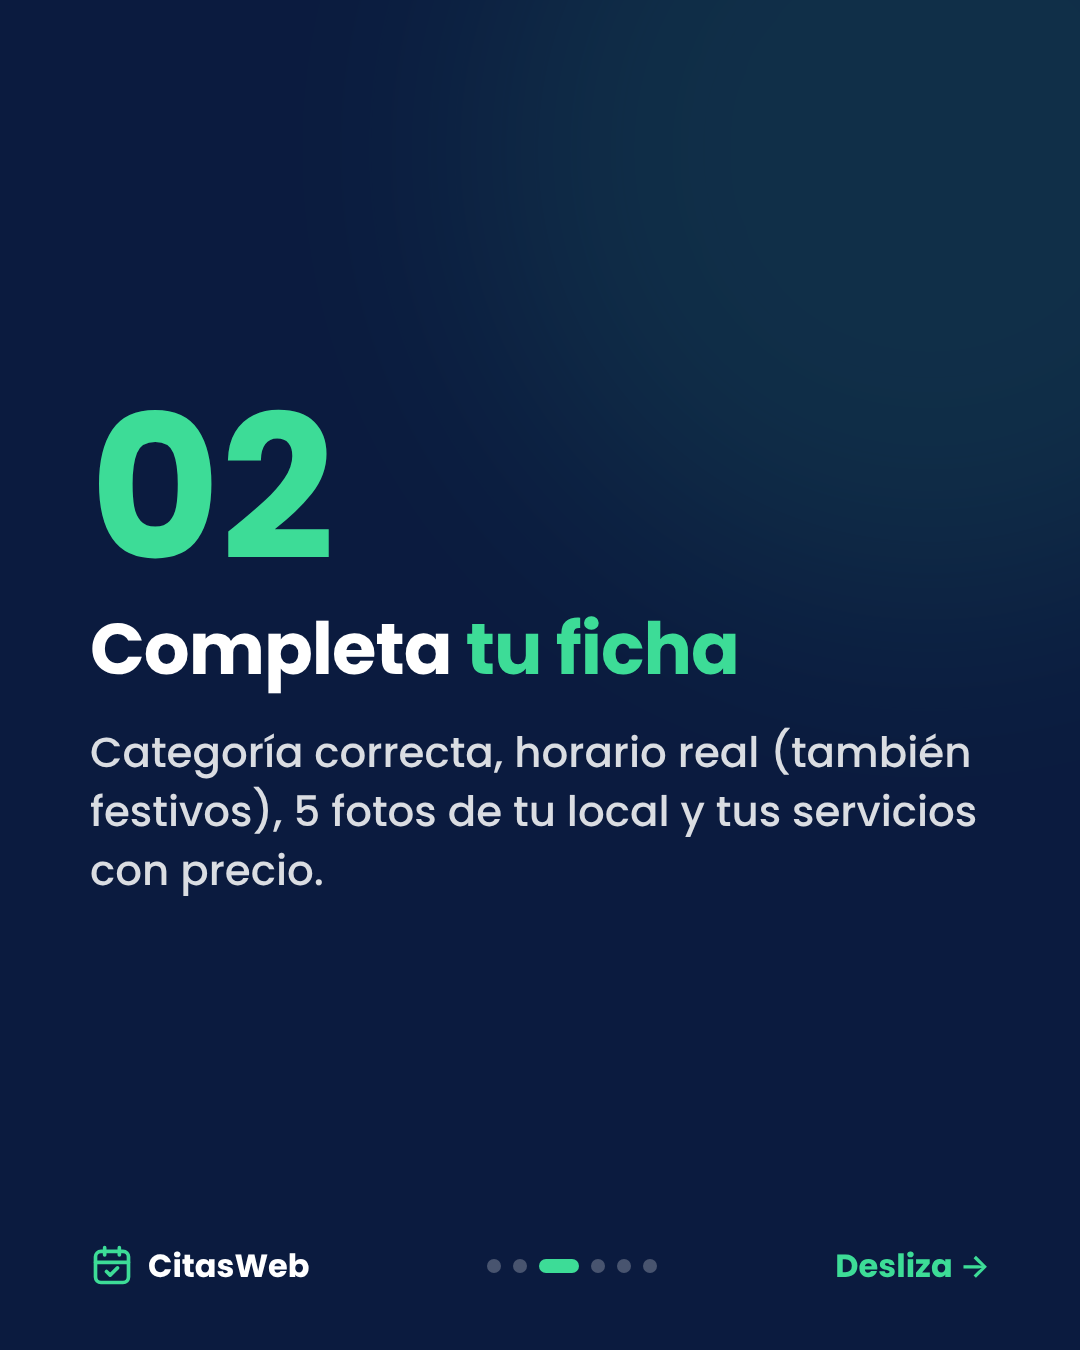 02
Completa tu ficha
Categoría correcta, horario real (también
festivos), 5 fotos de tu local y tus servicios
con precio.
CitasWeb
Desliza →